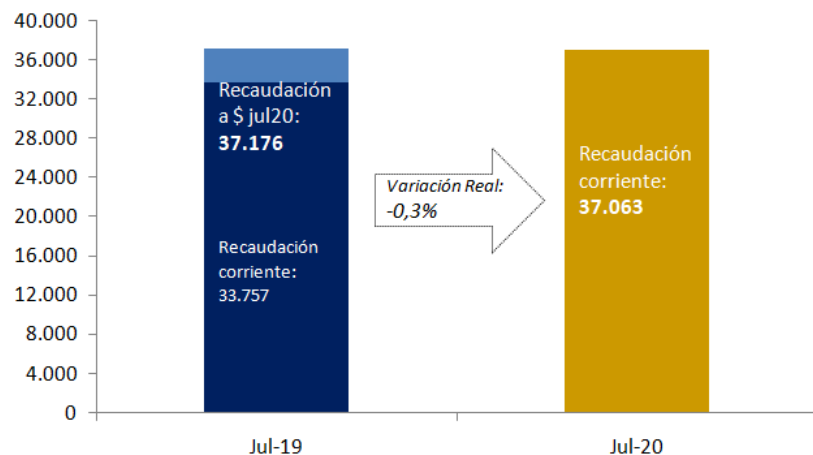 40.000
36.000
32.000
28.000
24.000
20.000
16.000
12.000
8.000
4.000
0
Recaudación
a $ jul20:
37.176
Recaudación
corriente:
33.757
Variación Real:
-0,3%
Recaudación
corriente:
37.063
Jul-19
Jul-20